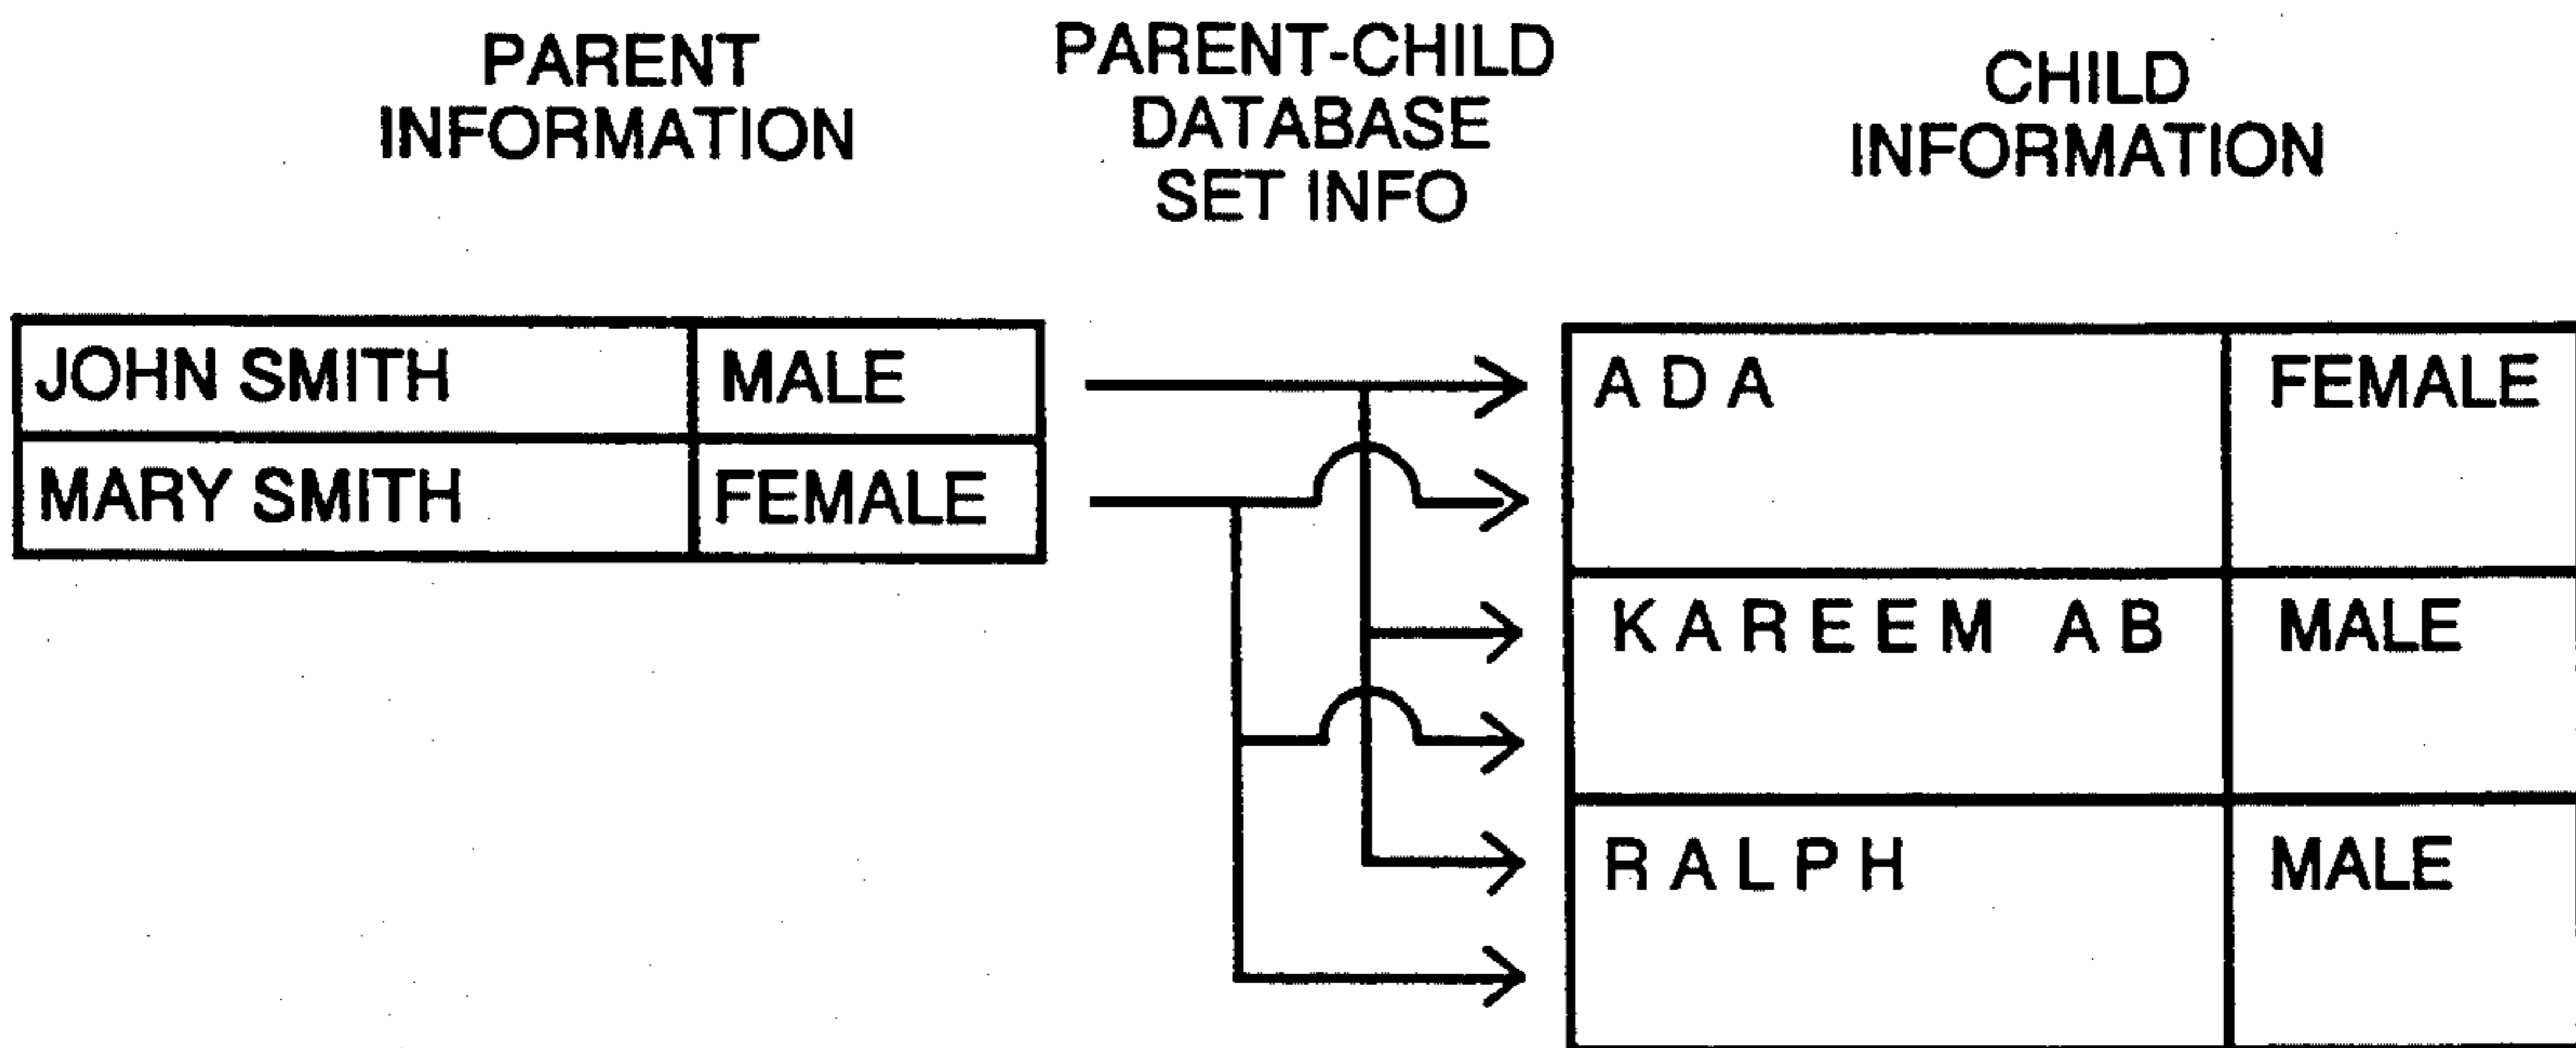 PARENT
INFORMATION
PARENT-CHILD
DATABASE
SET INFO
CHILD
INFORMATION
JOHN SMITH MALE
MARY SMITH FEMALE
ADA FEMALE
KAREEM AB MALE
RALPH MALE